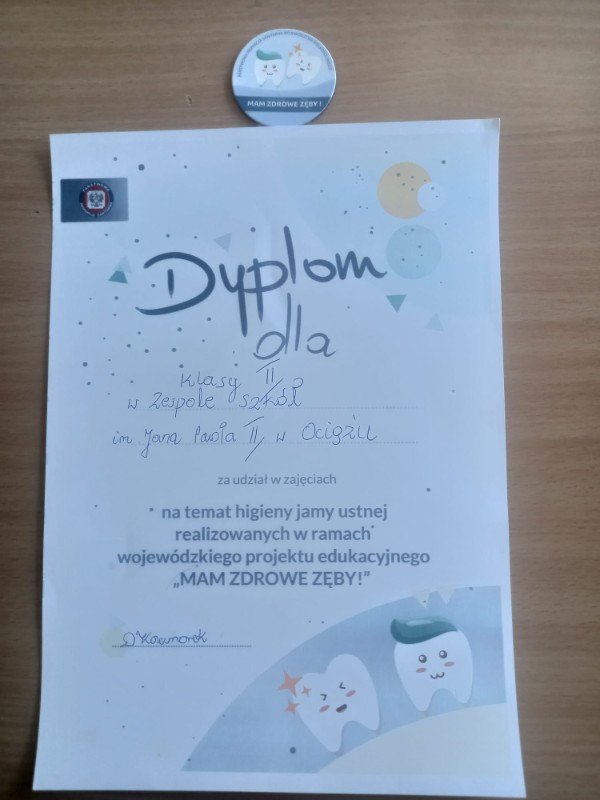 MAM ZDROWE ZĘBY!
Dyplom
dla
Klasy II
w Zespole Szkół
im Jana Pawła II w Ociążu
za udział w zajęciach
na temat higieny jamy ustnej
realizowanych w ramach
wojewódzkiego projektu edukacyjnego
„MAM ZDROWE ZĘBY!”